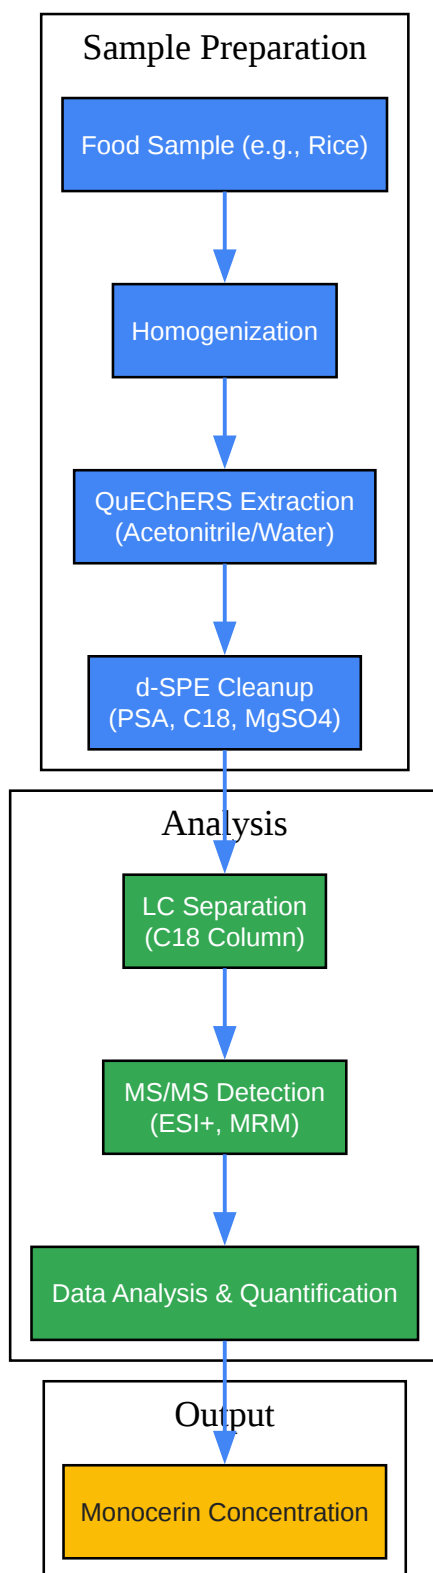 Sample Preparation
Food Sample (e.g., Rice)
Homogenization
QuEChERS Extraction
(Acetonitrile/Water)
d-SPE Cleanup
(PSA, C18, MgSO4)
Analysis
LC Separation
(C18 Column)
MS/MS Detection
(ESI+, MRM)
Data Analysis & Quantification
Output
Monocerin Concentration